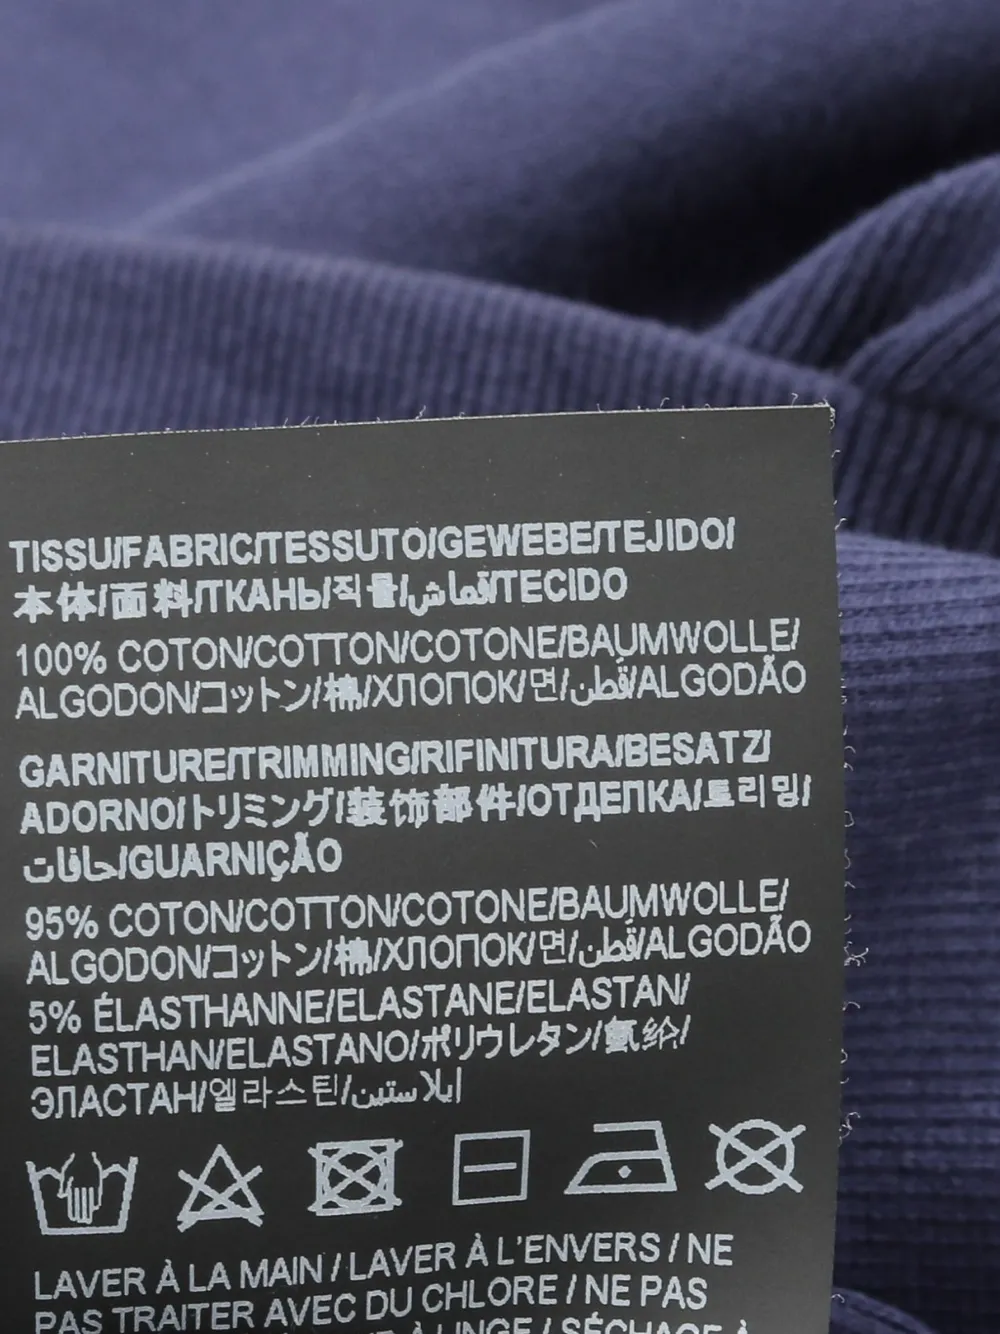 TISSU/FABRIC/TESSUTO/GEWEBE/TEJIDO/
本体/面料/ТКАНЬ/직물/قماش/TECIDO
100% COTON/COTTON/COTONE/BAUMWOLLE/
ALGODON/コットン/棉/ХЛОПОК/면/قطن/ALGODÃO
GARNITURE/TRIMMING/RIFINITURA/BESATZ/
ADORNO/トリミング/装饰部件/ОТДЕЛКА/트리밍/
حافات/GUARNIÇÃO
95% COTON/COTTON/COTONE/BAUMWOLLE/
ALGODON/コットン/棉/ХЛОПОК/면/قطن/ALGODÃO
5% ÉLASTHANNE/ELASTANE/ELASTAN/
ELASTHAN/ELASTANO/ポリウレタン/氨纶/
ЭЛАСТАН/엘라스틴/ايلاستين
LAVER À LA MAIN / LAVER À L'ENVERS / NE
PAS TRAITER AVEC DU CHLORE / NE PAS
À LINGE / SÉCHAGE À